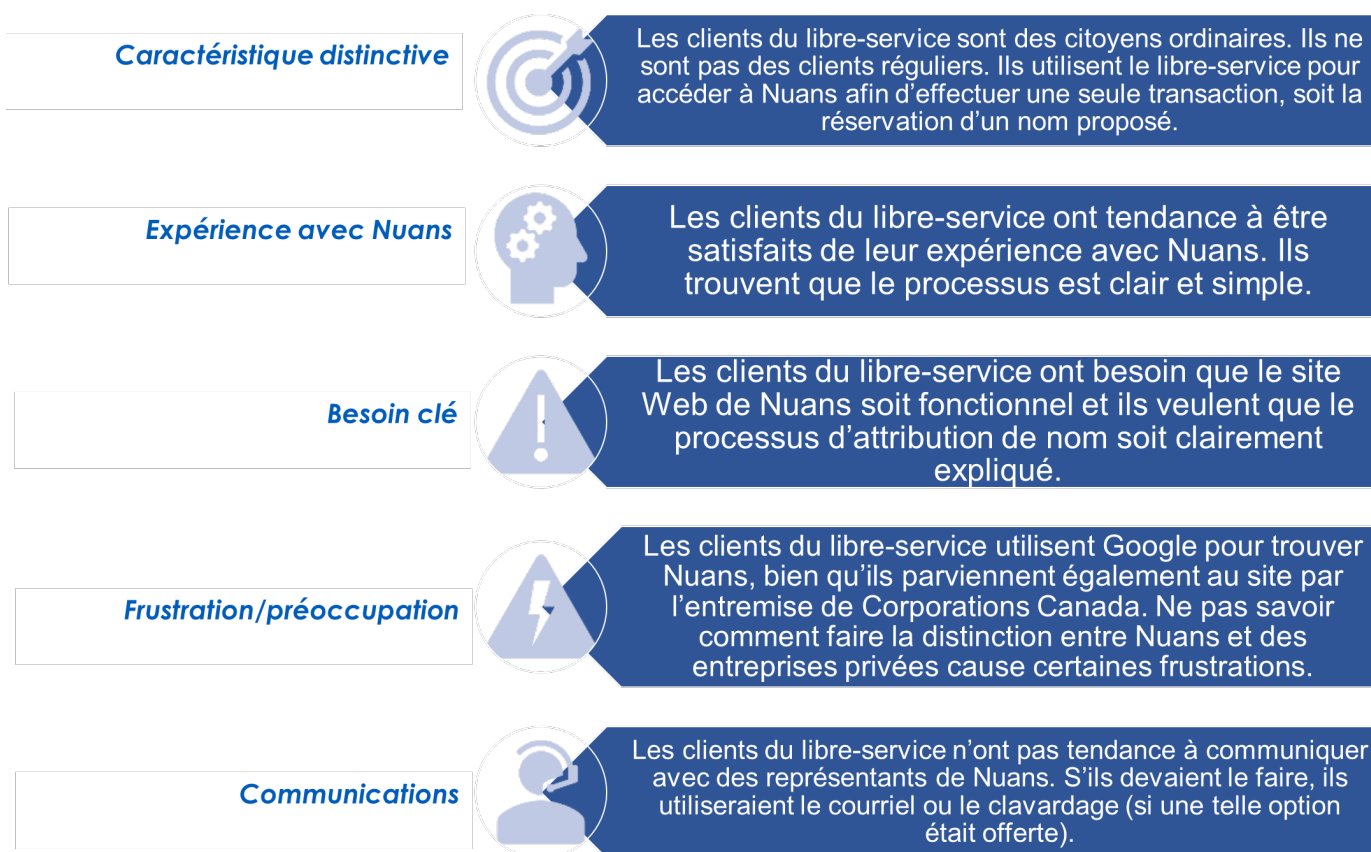 Caractéristique distinctive
Les clients du libre-service sont des citoyens ordinaires. Ils ne
sont pas des clients réguliers. Ils utilisent le libre-service pour
accéder à Nuans afin d’effectuer une seule transaction, soit la
réservation d’un nom proposé.
Expérience avec Nuans
Les clients du libre-service ont tendance à être
satisfaits de leur expérience avec Nuans. Ils
trouvent que le processus est clair et simple.
Besoin clé
Les clients du libre-service ont besoin que le site
Web de Nuans soit fonctionnel et ils veulent que le
processus d’attribution de nom soit clairement
expliqué.
Frustration/préoccupation
Les clients du libre-service utilisent Google pour trouver
Nuans, bien qu’ils parviennent également au site par
l’entremise de Corporations Canada. Ne pas savoir
comment faire la distinction entre Nuans et des
entreprises privées cause certaines frustrations.
Communications
Les clients du libre-service n’ont pas tendance à communiquer
avec des représentants de Nuans. S’ils devaient le faire, ils
utiliseraient le courriel ou le clavardage (si une telle option
était offerte).